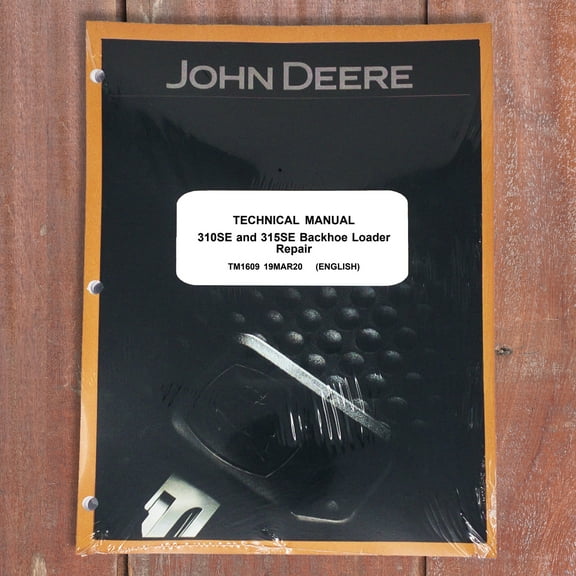 JOHN DEERE
TECHNICAL MANUAL
310SE and 315SE Backhoe Loader
Repair
TM1609 19MAR20 (ENGLISH)